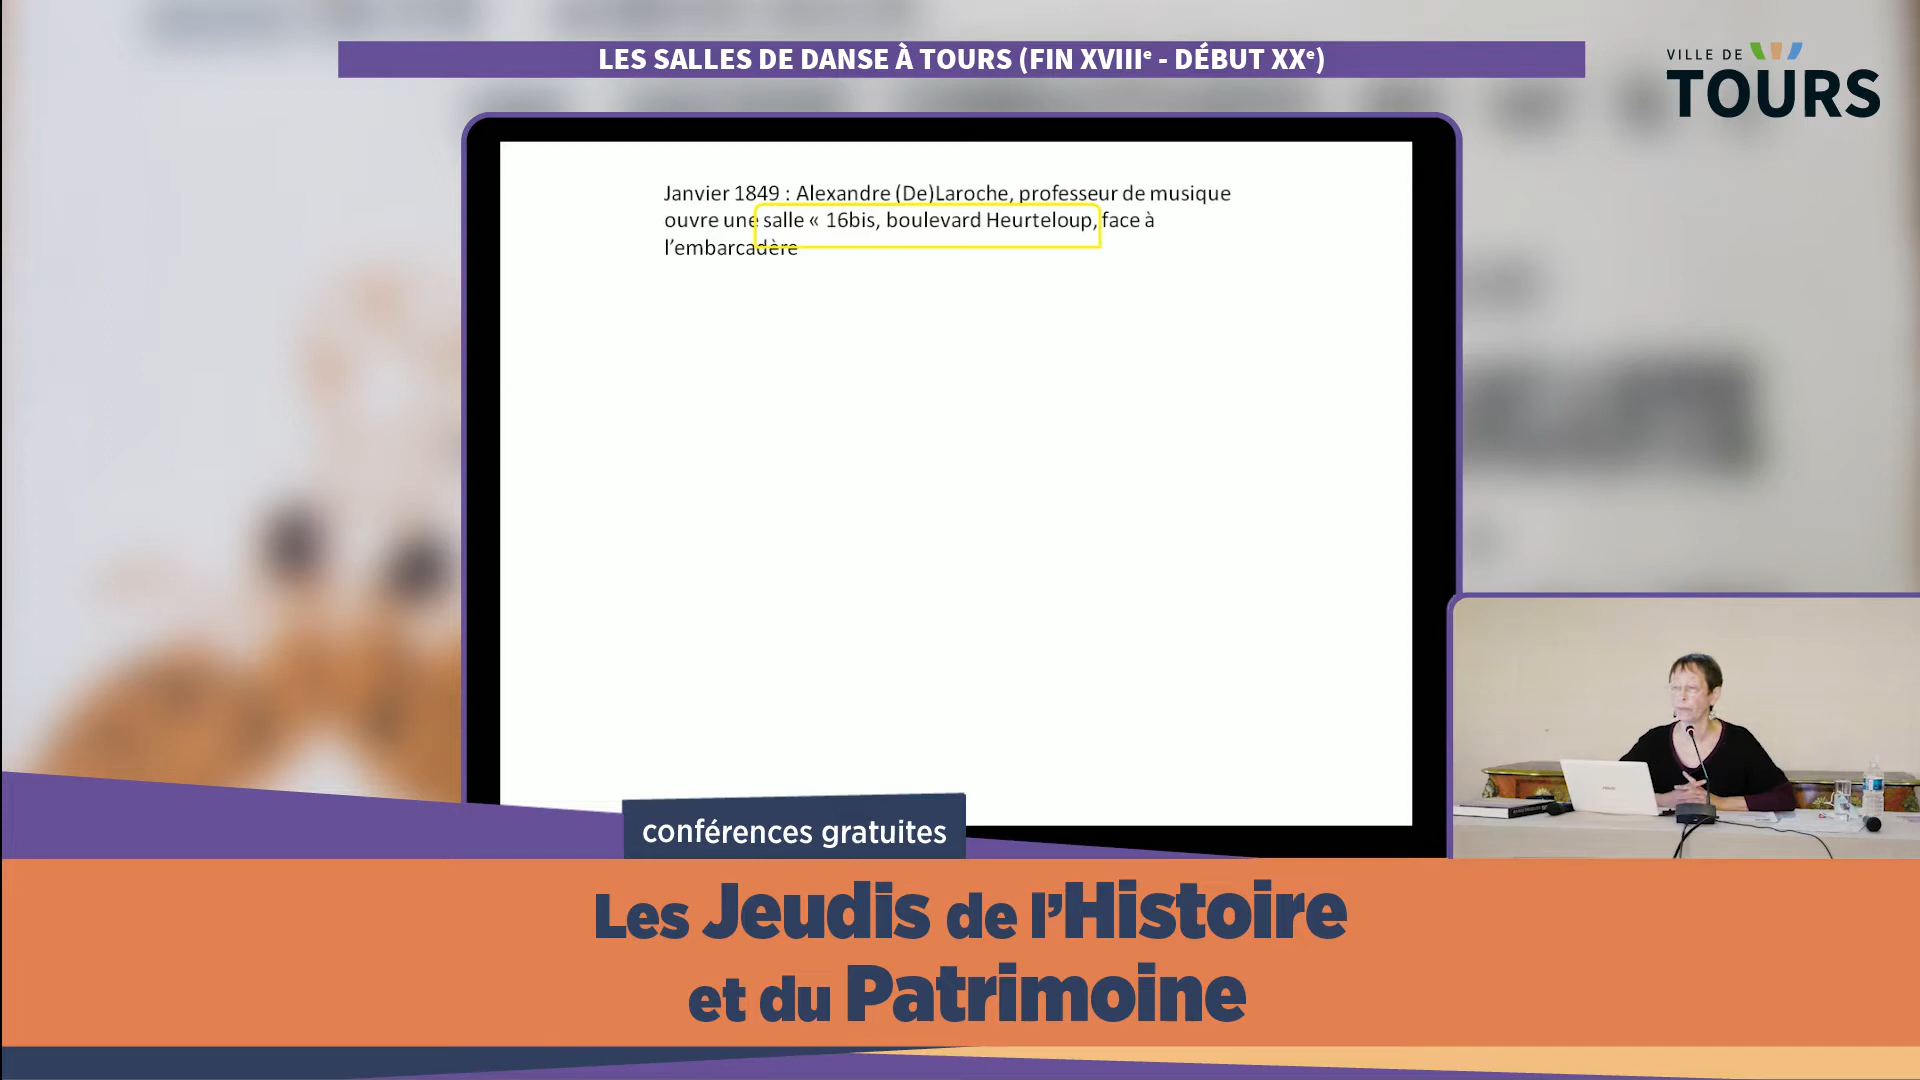 LES SALLES DE DANSE À TOURS (FIN XVIIIe - DÉBUT XXe)
VILLE DE
TOURS
Janvier 1849 : Alexandre (De)Laroche, professeur de musique
ouvre une salle « 16bis, boulevard Heurteloup, face à
l’embarcadère
conférences gratuites
Les Jeudis de l’Histoire
et du Patrimoine